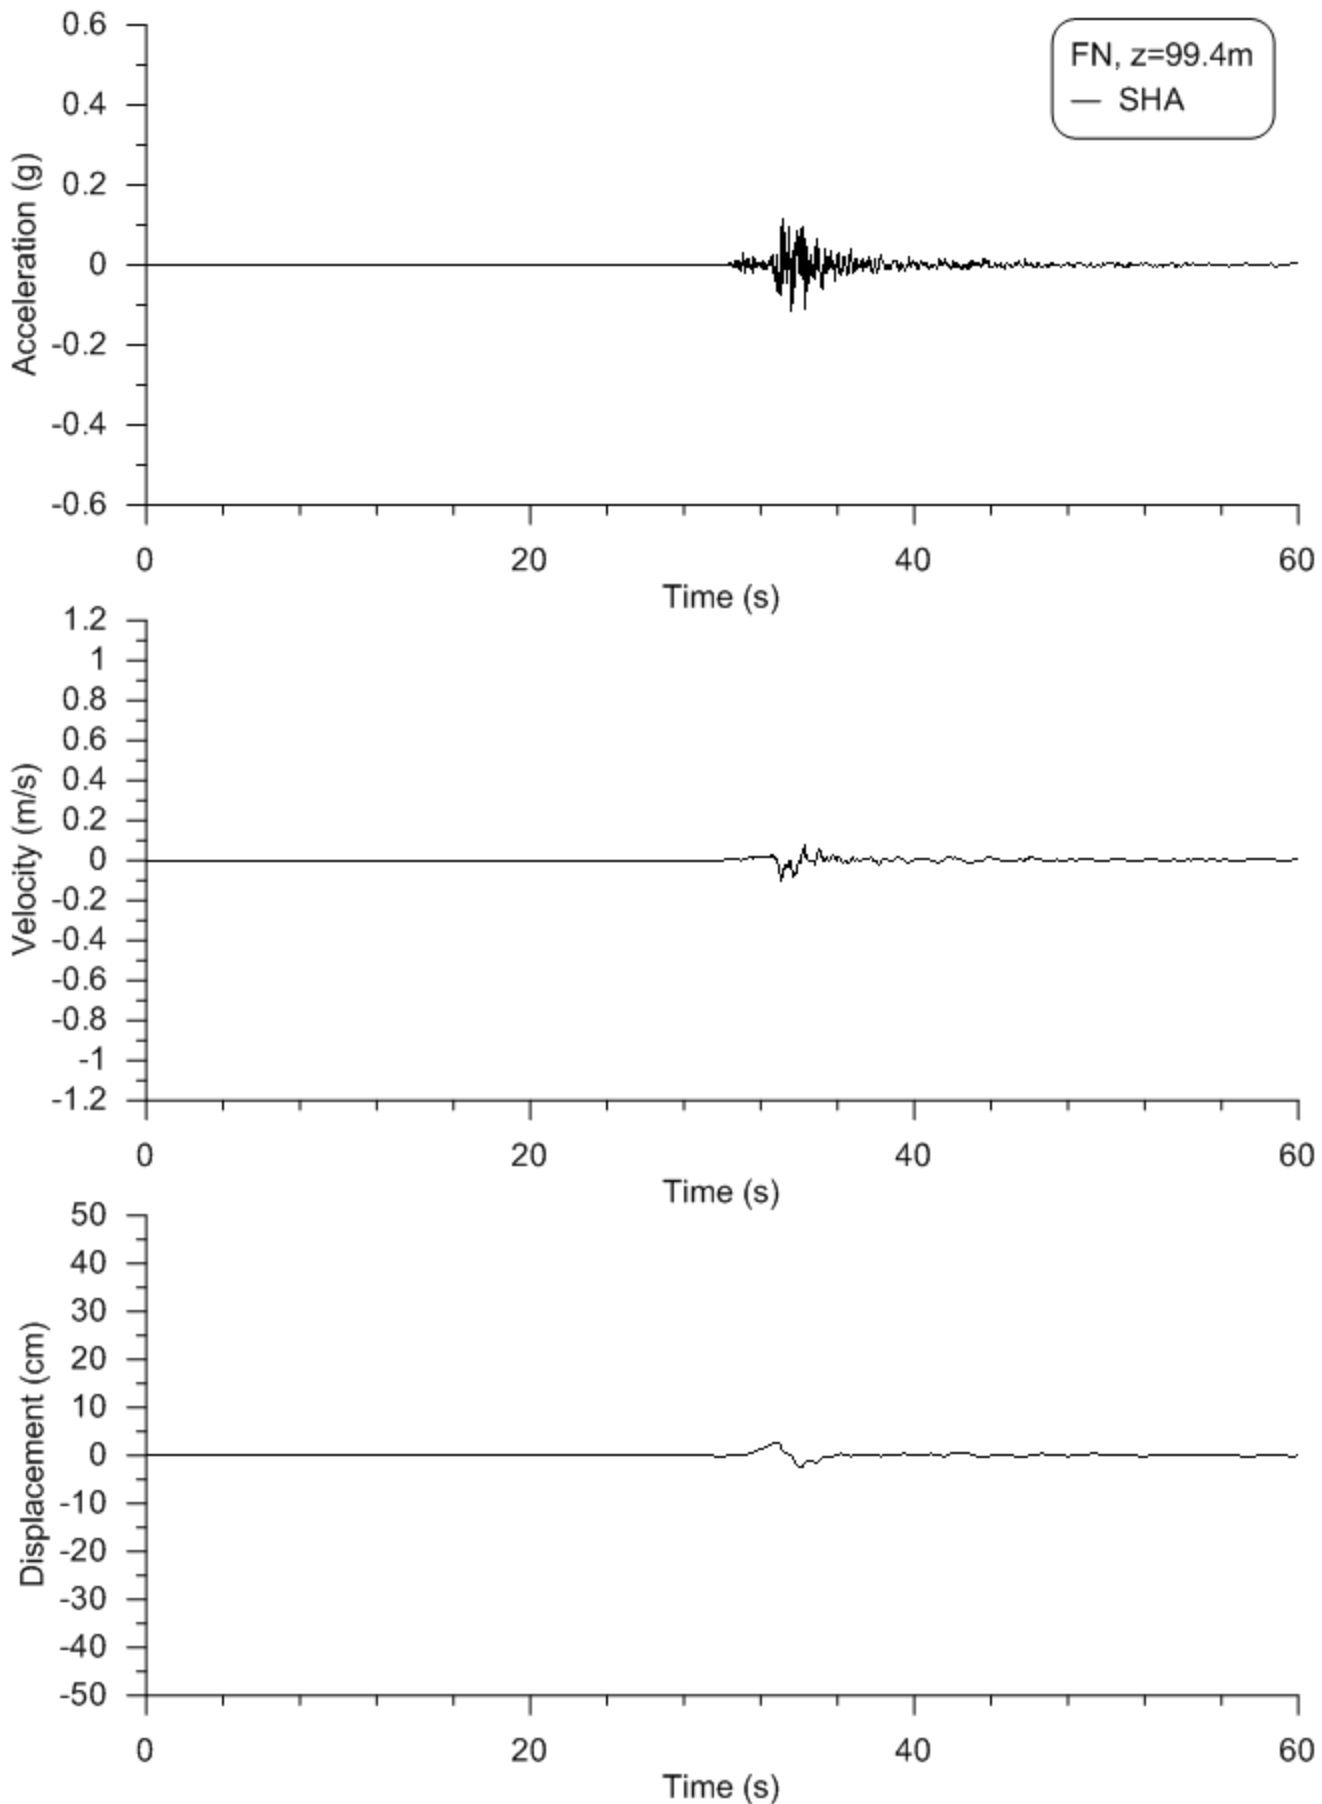 FN, z=99.4m
— SHA
Acceleration (g)
0.6
0.4
0.2
0
-0.2
-0.4
-0.6
0 20 40 60
Time (s)
Velocity (m/s)
1.2
1
0.8
0.6
0.4
0.2
0
-0.2
-0.4
-0.6
-0.8
-1
-1.2
0 20 40 60
Time (s)
Displacement (cm)
50
40
30
20
10
0
-10
-20
-30
-40
-50
0 20 40 60
Time (s)